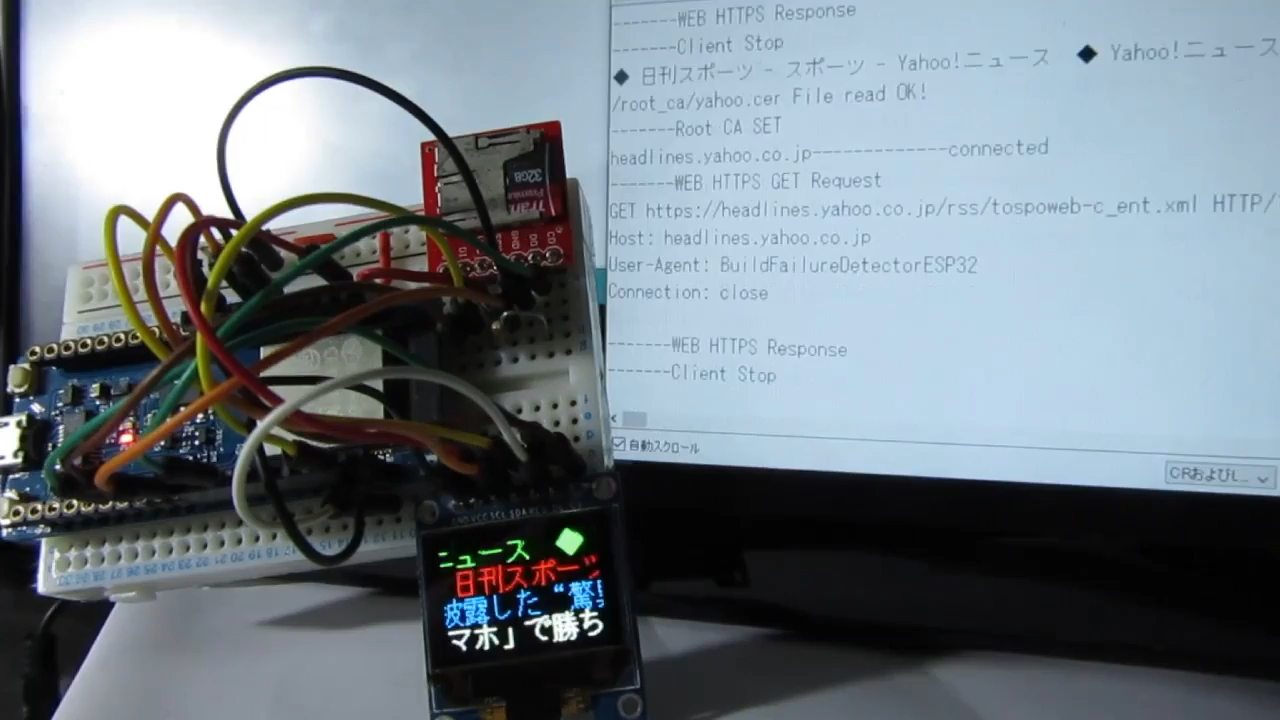 -------WEB HTTPS Response
-------Client Stop
◆ 日刊スポーツ - スポーツ - Yahoo!ニュース ◆ Yahoo!ニュース
/root_ca/yahoo.cer File read OK!
-------Root CA SET
headlines.yahoo.co.jp-------------connected
-------WEB HTTPS GET Request
GET https://headlines.yahoo.co.jp/rss/tospoweb-c_ent.xml HTTP/
Host: headlines.yahoo.co.jp
User-Agent: BuildFailureDetectorESP32
Connection: close
-------WEB HTTPS Response
-------Client Stop
自動スクロール
CRおよびL...
32GB
GND
DO
CD
ニュース ◆
日刊スポーツ
披露した “驚
マホ」で勝ち